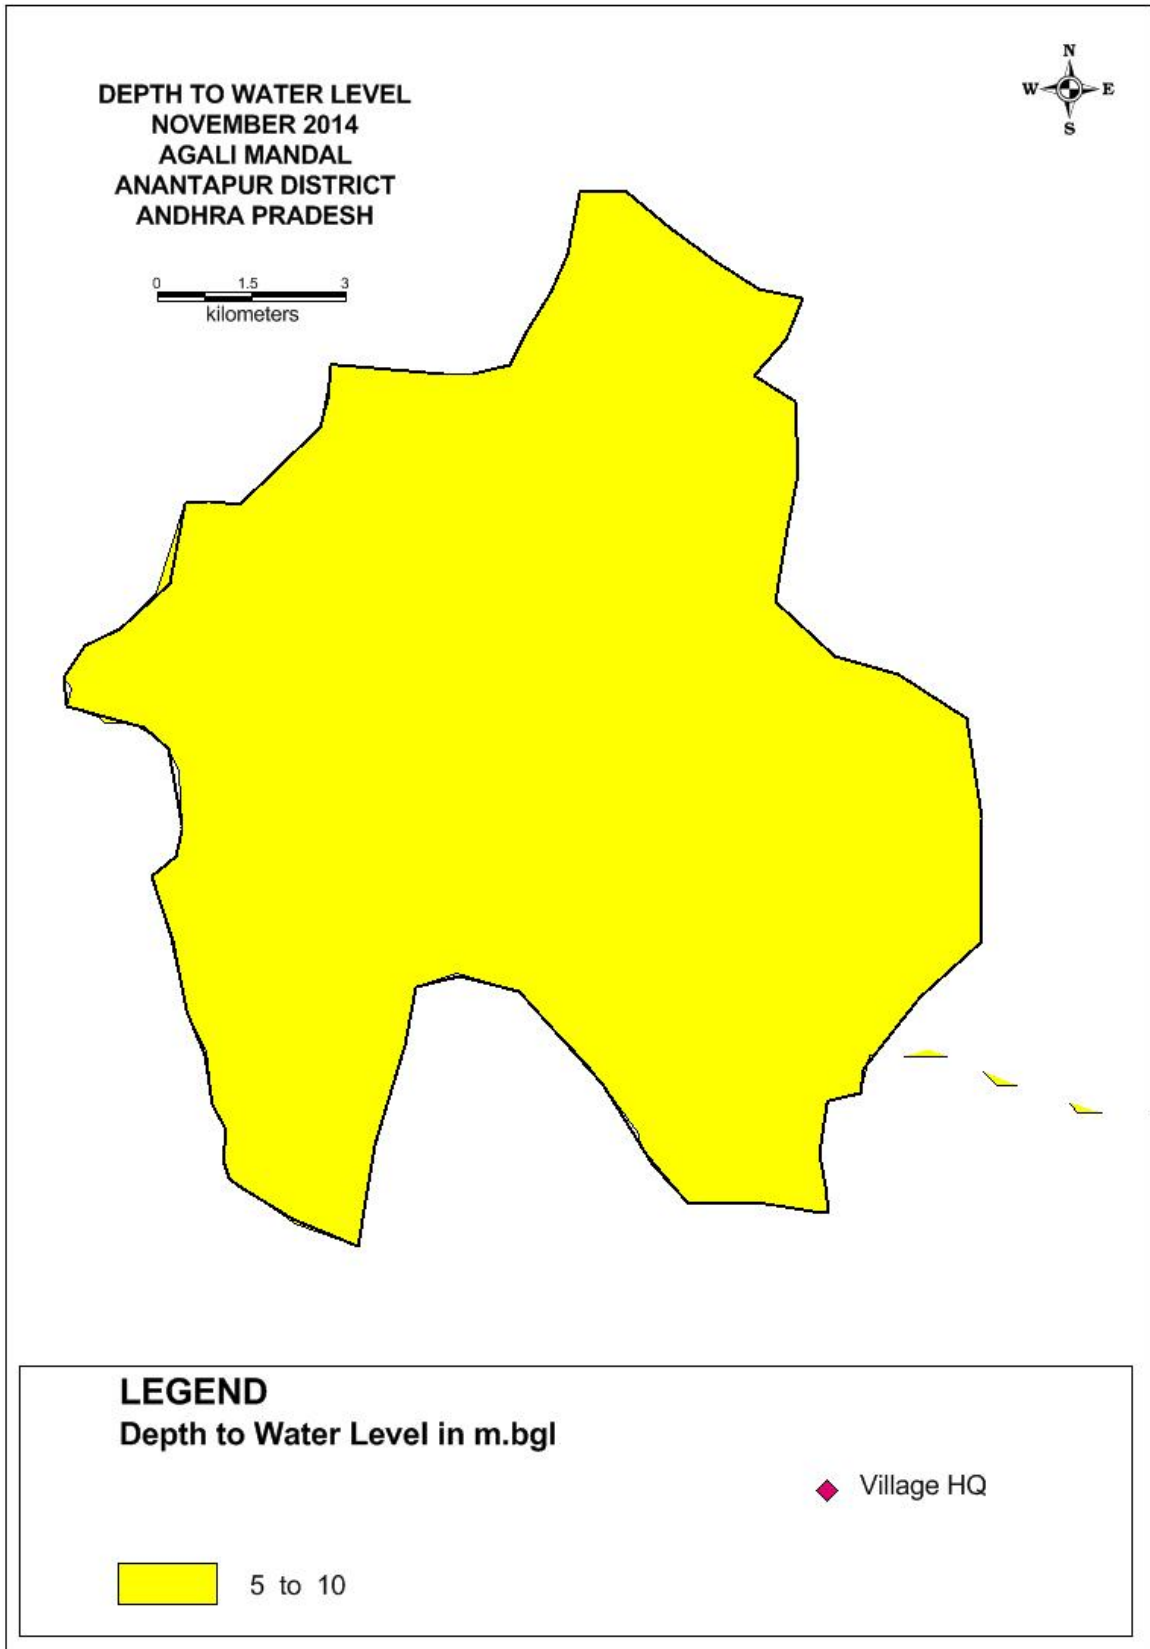 DEPTH TO WATER LEVEL
NOVEMBER 2014
AGALI MANDAL
ANANTAPUR DISTRICT
ANDHRA PRADESH
N
W E
S
0 1.5 3
kilometers
LEGEND
Depth to Water Level in m.bgl
Village HQ
5 to 10